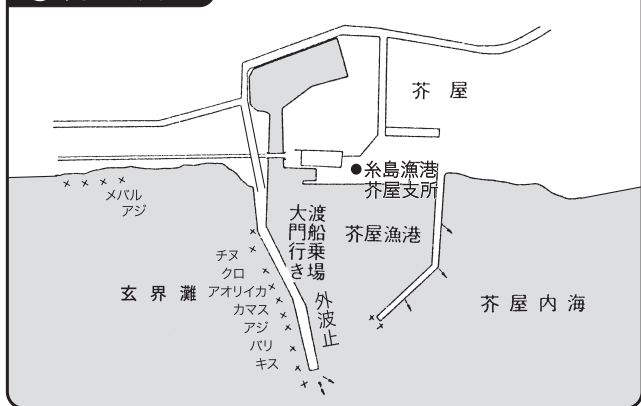 芥屋
糸島漁港
芥屋支所
メバル
アジ
渡船乗場
大門行き
芥屋漁港
チヌ
クロ
アオリイカ
カマス
アジ
バリ
キス
玄界灘
外波止
芥屋内海